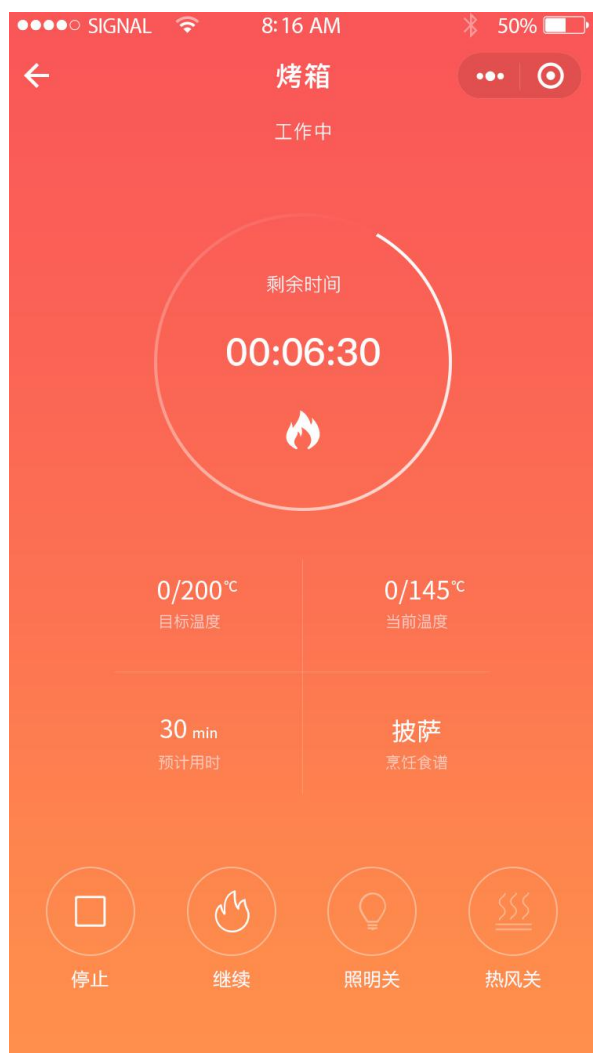 SIGNAL 8:16 AM 50%
烤箱
工作中
剩余时间
00:06:30
0/200℃ 0/145℃
目标温度 当前温度
30 min 披萨
预计用时 烹饪食谱
停止 继续 照明关 热风关